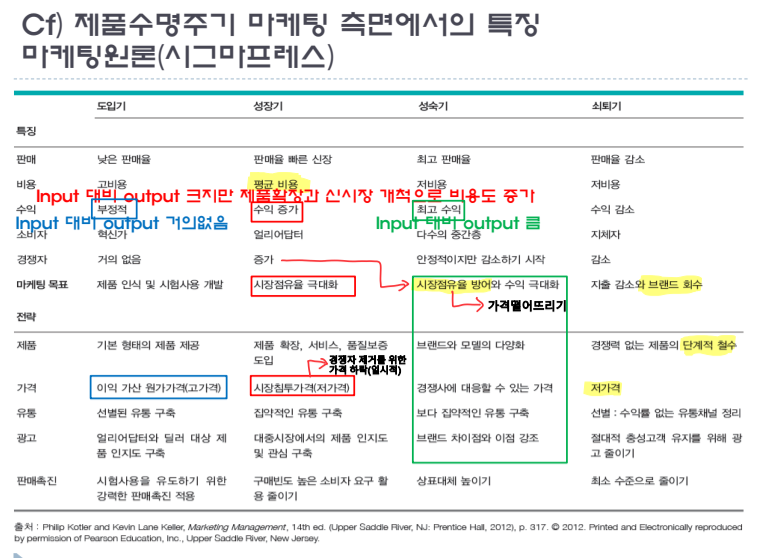 Cf) 제품수명주기 마케팅 측면에서의 특징
마케팅원론(시그마프레스)
도입기 성장기 성숙기 쇠퇴기
특징
판매 낮은 판매율 판매율 빠른 신장 최고 판매율 판매율 감소
비용 고비용 평균 비용 저비용 저비용
Input 대비 output 크지만 제품확장과 신시장 개척으로 비용도 증가
수익 부정적 수익 증가 최고 수익 수익 감소
Input 대비 output 거의없음 Input 대비 output 큼
소비자 혁신가 얼리어답터 다수의 중간층 지체자
경쟁자 거의 없음 증가 안정적이지만 감소하기 시작 감소
마케팅 목표 제품 인식 및 시험사용 개발 시장점유율 극대화 시장점유율 방어와 수익 극대화 지출 감소와 브랜드 회수
가격떨어뜨리기
전략
제품 기본 형태의 제품 제공 제품 확장, 서비스, 품질보증 브랜드와 모델의 다양화 경쟁력 없는 제품의 단계적 철수
도입
경쟁자 제거를 위한
가격 하락(일시적)
가격 이익 가산 원가가격(고가격) 시장침투가격(저가격) 경쟁사에 대응할 수 있는 가격 저가격
유통 선별된 유통 구축 집약적인 유통 구축 보다 집약적인 유통 구축 선별 : 수익률 없는 유통채널 정리
광고 얼리어답터와 딜러 대상 제 대중시장에서의 제품 인지도 브랜드 차이점과 이점 강조 절대적 충성고객 유지를 위해 광
품 인지도 구축 및 관심 구축 고 줄이기
판매촉진 시험사용을 유도하기 위한 구매빈도 높은 소비자 요구 활 상표대체 높이기 최소 수준으로 줄이기
강력한 판매촉진 적용 용 줄이기
출처 : Philip Kotler and Kevin Lane Keller, Marketing Management, 14th ed. (Upper Saddle River, NJ: Prentice Hall, 2012), p. 317. © 2012. Printed and Electronically reproduced
by permission of Pearson Education, Inc., Upper Saddle River, New Jersey.